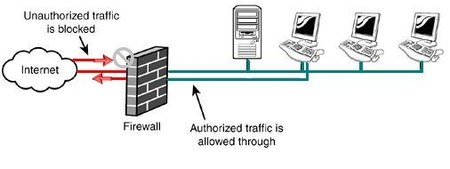 Unauthorized traffic
is blocked
Internet
Firewall
Authorized traffic is
allowed through